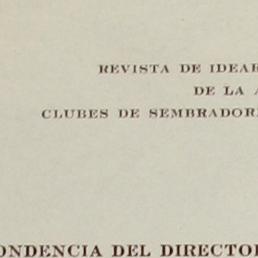 REVISTA DE IDEAR
DE LA A
CLUBES DE SEMBRADOR
ONDENCIA DEL DIRECTOR